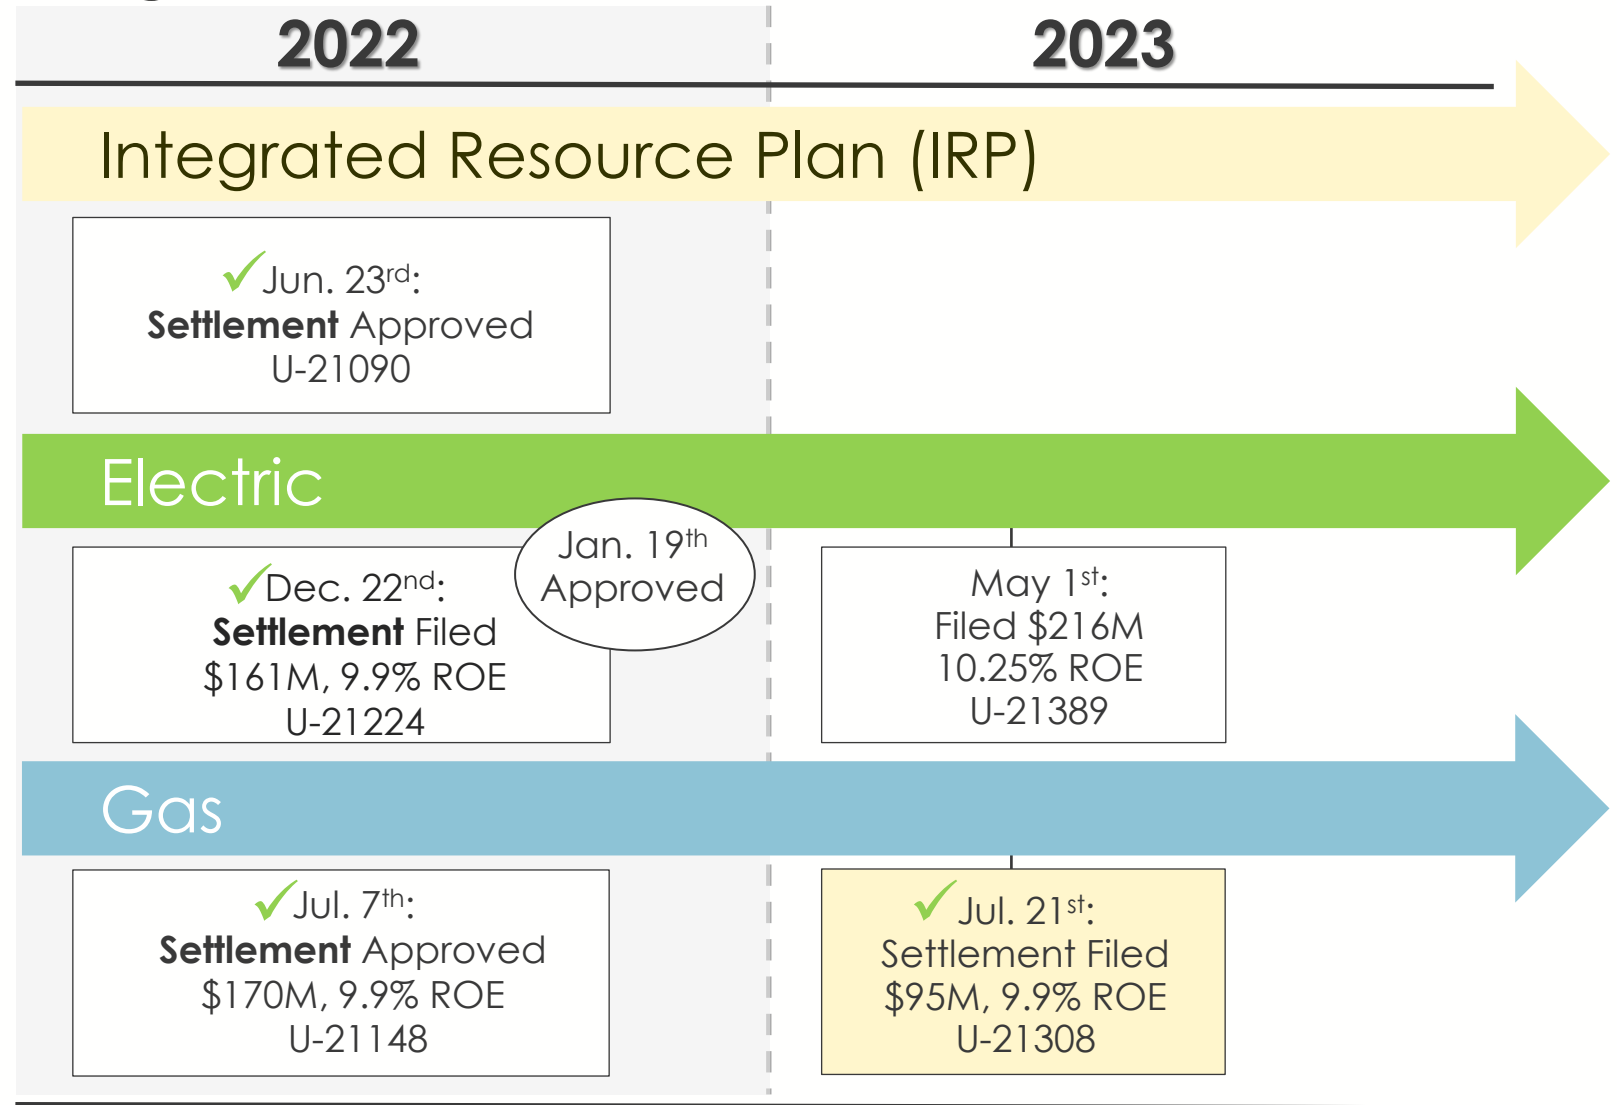 2022
2023
Integrated Resource Plan (IRP)
✓Jun. 23rd:
Settlement Approved
U-21090
Electric
✓Dec. 22nd:
Settlement Filed
$161M, 9.9% ROE
U-21224
Jan. 19th
Approved
May 1st:
Filed $216M
10.25% ROE
U-21389
Gas
✓Jul. 7th:
Settlement Approved
$170M, 9.9% ROE
U-21148
✓Jul. 21st:
Settlement Filed
$95M, 9.9% ROE
U-21308